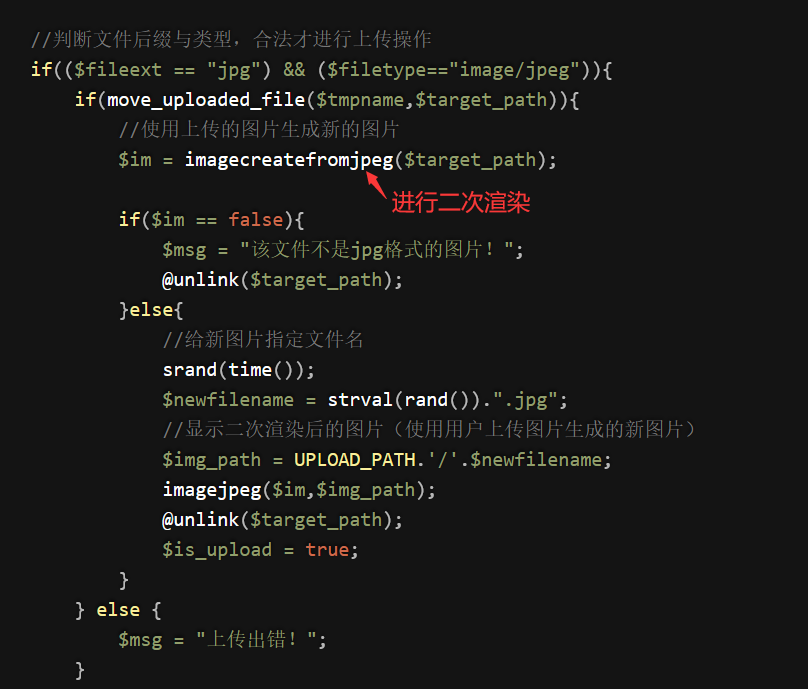 //判断文件后缀与类型，合法才进行上传操作
if(($fileext == "jpg") && ($filetype=="image/jpeg")){
    if(move_uploaded_file($tmpname,$target_path)){
        //使用上传的图片生成新的图片
        $im = imagecreatefromjpeg($target_path);
进行二次渲染
        if($im == false){
            $msg = "该文件不是jpg格式的图片！";
            @unlink($target_path);
        }else{
            //给新图片指定文件名
            srand(time());
            $newfilename = strval(rand()).".jpg";
            //显示二次渲染后的图片（使用用户上传图片生成的新图片）
            $img_path = UPLOAD_PATH.'/'.$newfilename;
            imagejpeg($im,$img_path);
            @unlink($target_path);
            $is_upload = true;
        }
    } else {
        $msg = "上传出错！";
    }